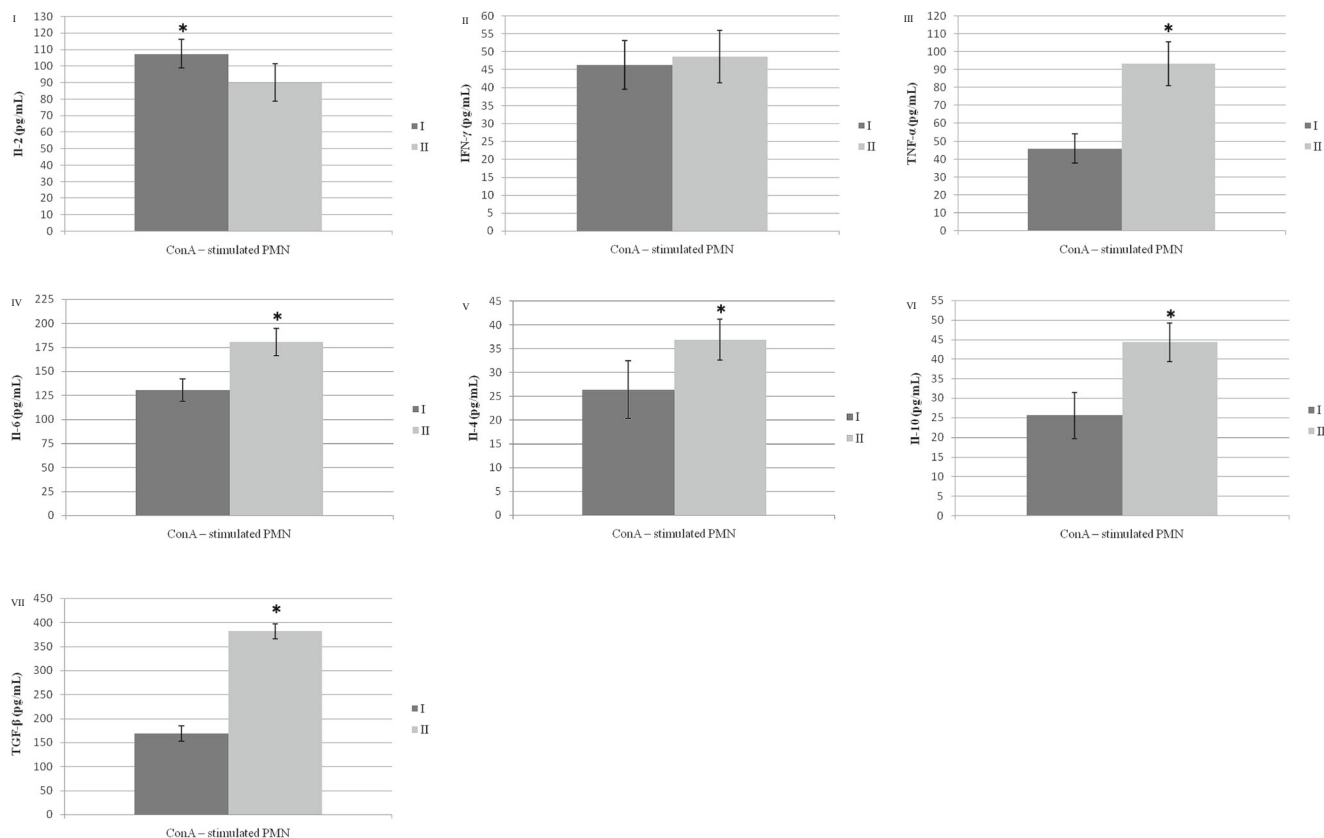 I
130
120
110
100
90
80
70
60
50
40
30
20
10
0
Il-2 (pg/mL)
*
ConA – stimulated PMN
I
II
II
60
55
50
45
40
35
30
25
20
15
10
5
0
IFN-γ (pg/mL)
ConA – stimulated PMN
I
II
III
120
110
100
90
80
70
60
50
40
30
20
10
0
TNF-α (pg/mL)
*
ConA – stimulated PMN
I
II
IV
225
200
175
150
125
100
75
50
25
0
Il-6 (pg/mL)
*
ConA – stimulated PMN
I
II
V
45
40
35
30
25
20
15
10
5
0
Il-4 (pg/mL)
*
ConA – stimulated PMN
I
II
VI
55
50
45
40
35
30
25
20
15
10
5
0
Il-10 (pg/mL)
*
ConA – stimulated PMN
I
II
VII
450
400
350
300
250
200
150
100
50
0
TGF-β (pg/mL)
*
ConA – stimulated PMN
I
II